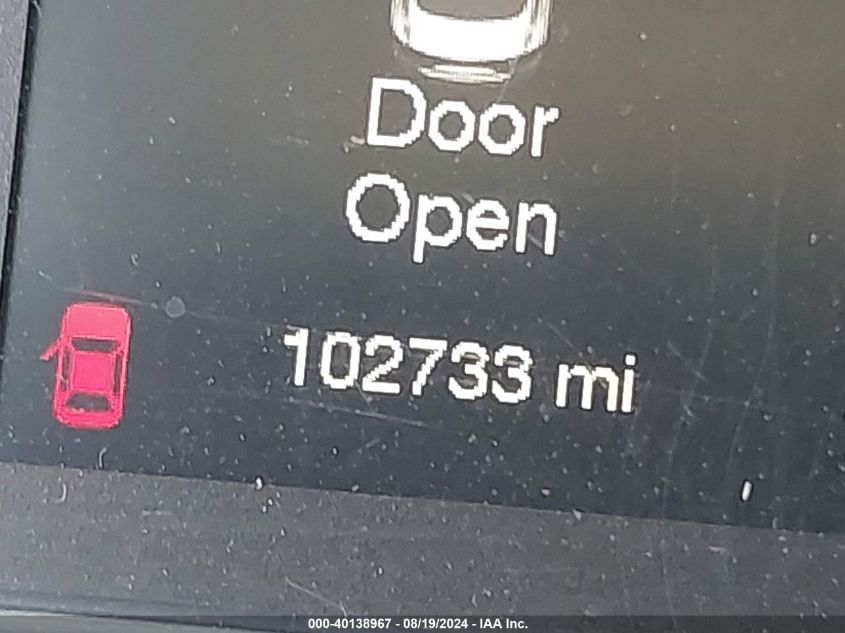 Door
Open
102733 mi
000-40138967 - 08/19/2024 - IAA Inc.